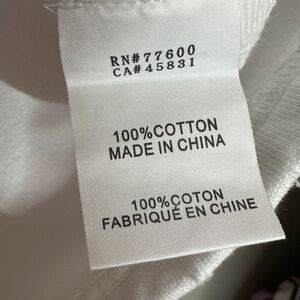 RN#77600
CA#45831
100%COTTON
MADE IN CHINA
100%COTON
FABRIQUÉ EN CHINE